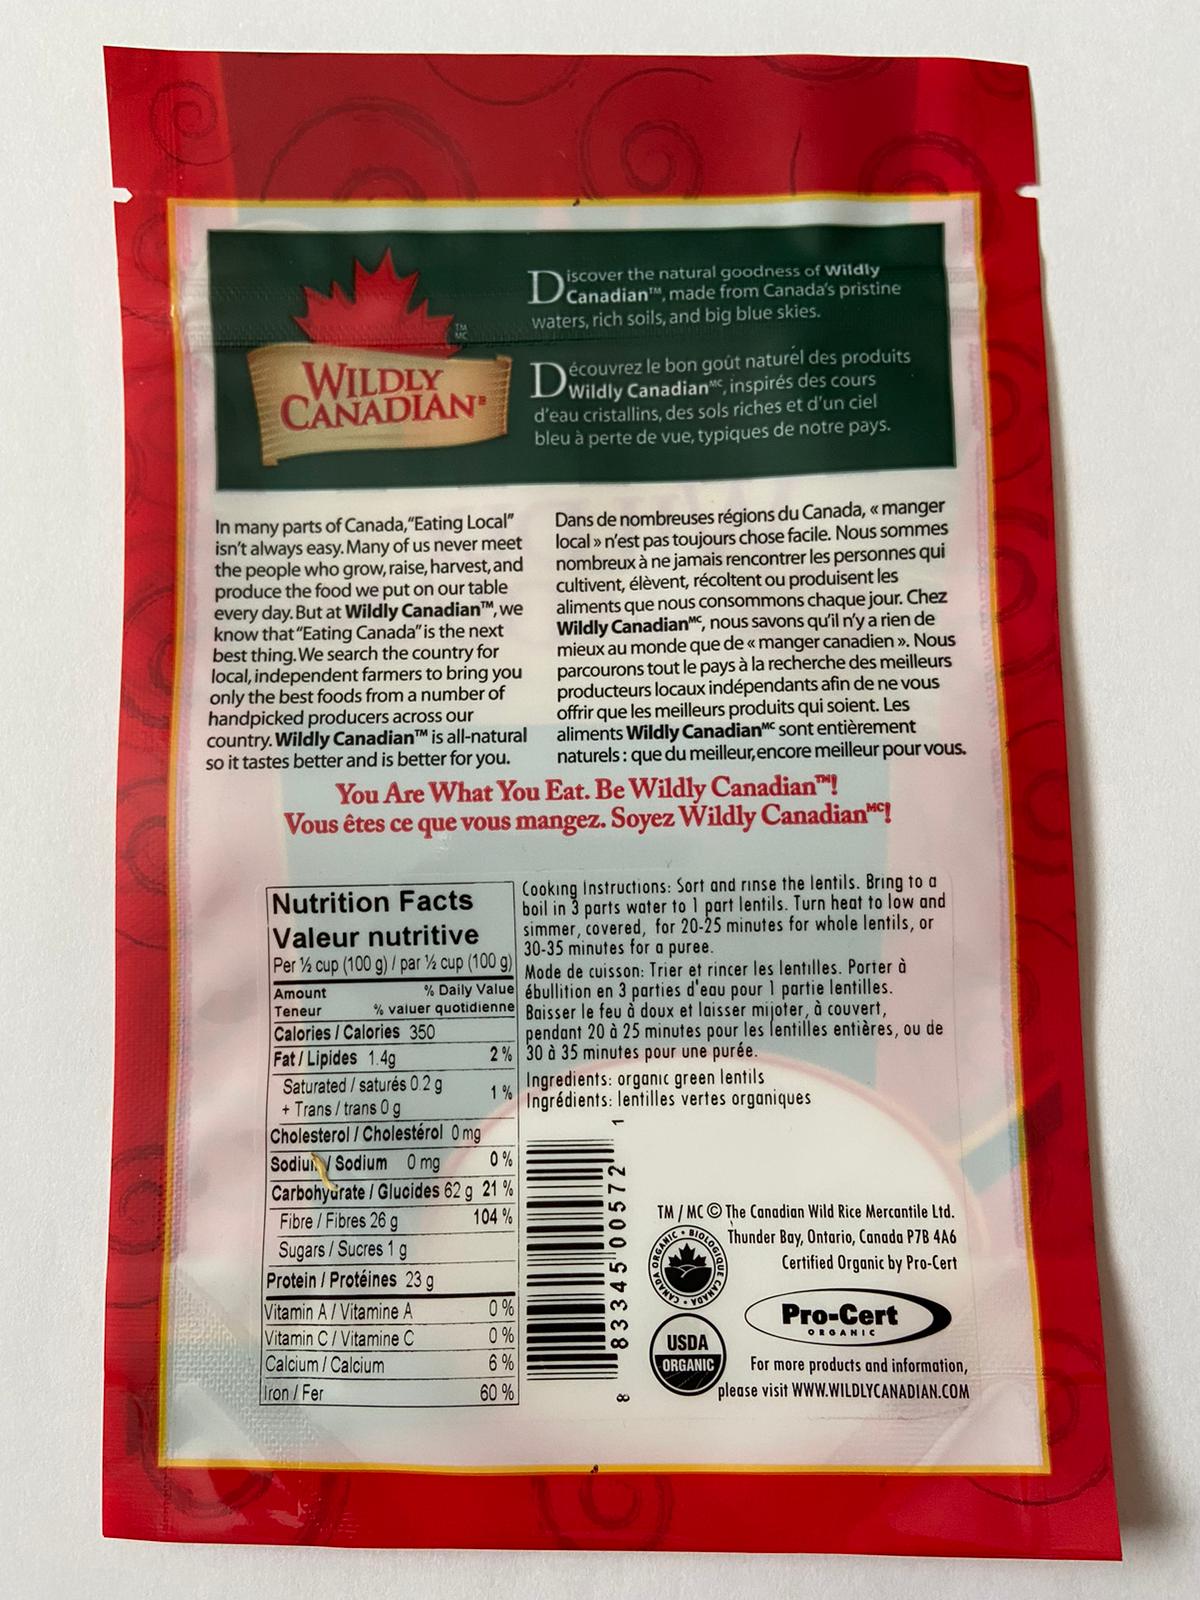 Discover the natural goodness of Wildly
Canadian™, made from Canada's pristine
waters, rich soils, and big blue skies.
TM
MC
WILDLY
CANADIAN®
Découvrez le bon goût naturel des produits
Wildly Canadian^MC, inspirés des cours
d'eau cristallins, des sols riches et d'un ciel
bleu à perte de vue, typiques de notre pays.
In many parts of Canada, "Eating Local"
isn't always easy. Many of us never meet
the people who grow, raise, harvest, and
produce the food we put on our table
every day. But at Wildly Canadian™, we
know that "Eating Canada" is the next
best thing. We search the country for
local, independent farmers to bring you
only the best foods from a number of
handpicked producers across our
country. Wildly Canadian™ is all-natural
so it tastes better and is better for you.
Dans de nombreuses régions du Canada, « manger
local » n'est pas toujours chose facile. Nous sommes
nombreux à ne jamais rencontrer les personnes qui
cultivent, élèvent, récoltent ou produisent les
aliments que nous consommons chaque jour. Chez
Wildly Canadian^MC, nous savons qu'il n'y a rien de
mieux au monde que de « manger canadien ». Nous
parcourons tout le pays à la recherche des meilleurs
producteurs locaux indépendants afin de ne vous
offrir que les meilleurs produits qui soient. Les
aliments Wildly Canadian^MC sont entièrement
naturels : que du meilleur, encore meilleur pour vous.
You Are What You Eat. Be Wildly Canadian™!
Vous êtes ce que vous mangez. Soyez Wildly Canadian^MC!
Nutrition Facts
Valeur nutritive
Per ½ cup (100 g) / par ½ cup (100 g)
Amount % Daily Value
Teneur % valuer quotidienne
Calories / Calories 350
Fat / Lipides 1.4g 2 %
Saturated / saturés 0.2 g
+ Trans / trans 0 g 1 %
Cholesterol / Cholestérol 0 mg
Sodium / Sodium 0 mg 0 %
Carbohydrate / Glucides 62 g 21 %
Fibre / Fibres 26 g 104 %
Sugars / Sucres 1 g
Protein / Protéines 23 g
Vitamin A / Vitamine A 0 %
Vitamin C / Vitamine C 0 %
Calcium / Calcium 6 %
Iron / Fer 60 %
Cooking Instructions: Sort and rinse the lentils. Bring to a
boil in 3 parts water to 1 part lentils. Turn heat to low and
simmer, covered, for 20-25 minutes for whole lentils, or
30-35 minutes for a puree.
Mode de cuisson: Trier et rincer les lentilles. Porter à
ébullition en 3 parties d'eau pour 1 partie lentilles.
Baisser le feu à doux et laisser mijoter, à couvert,
pendant 20 à 25 minutes pour les lentilles entières, ou de
30 à 35 minutes pour une purée.
Ingredients: organic green lentils
Ingrédients: lentilles vertes organiques
8 83345 00572 1
TM / MC © The Canadian Wild Rice Mercantile Ltd.
Thunder Bay, Ontario, Canada P7B 4A6
Certified Organic by Pro-Cert
CANADA ORGANIC • BIOLOGIQUE CANADA • CANADA
Pro-Cert
ORGANIC
USDA
ORGANIC
For more products and information,
please visit WWW.WILDLYCANADIAN.COM